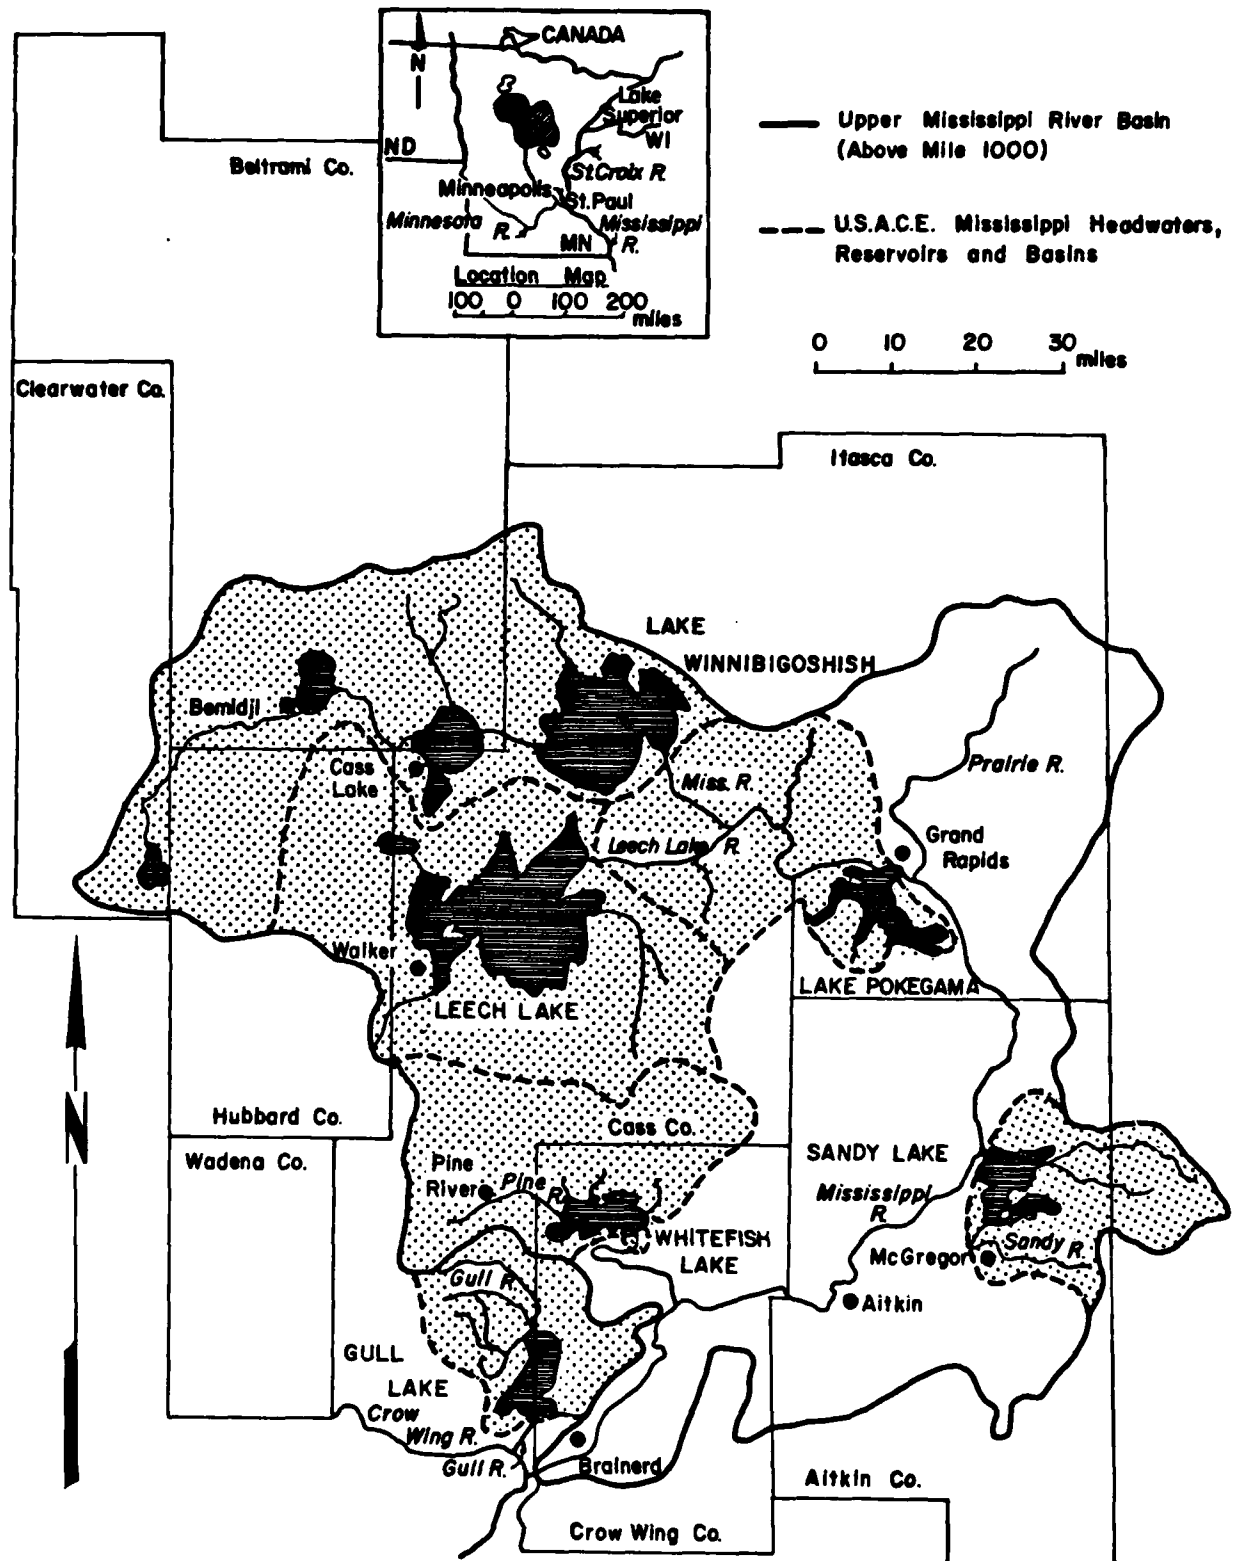 CANADA
N
Lake
Superior
WI
ND
St.Croix R.
Minneapolis
St.Paul
Minnesota
R.
Mississippi
R.
MN
Location Map
100 0 100 200
miles
Upper Mississippi River Basin
(Above Mile 1000)
U.S.A.C.E. Mississippi Headwaters,
Reservoirs and Basins
0 10 20 30
miles
Beltrami Co.
Clearwater Co.
Itasca Co.
LAKE
WINNIBIGOSHISH
Bemidji
Cass
Lake
Miss. R.
Prairie R.
Leech Lake R.
Grand
Rapids
Walker
LEECH LAKE
LAKE POKEGAMA
N
Hubbard Co.
Cass Co.
Wadena Co.
SANDY LAKE
Pine
River
Pine
R.
Mississippi
R.
WHITEFISH
LAKE
McGregor
Sandy R.
Gull R.
Aitkin
GULL
LAKE
Crow
Wing R.
Gull R.
Brainerd
Aitkin Co.
Crow Wing Co.